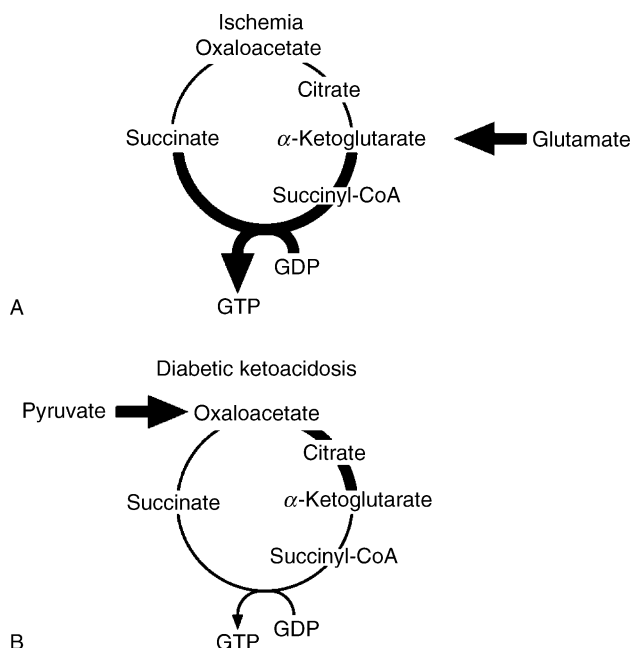 Ischemia
Oxaloacetate
Citrate
Succinate
α-Ketoglutarate
Glutamate
Succinyl-CoA
GDP
GTP
A
Diabetic ketoacidosis
Pyruvate
Oxaloacetate
Citrate
Succinate
α-Ketoglutarate
Succinyl-CoA
GDP
GTP
B